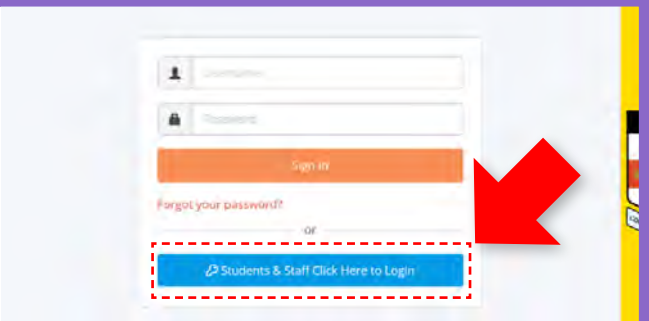 Username
Password
Sign in
Forgot your password?
or
Students & Staff Click Here to Login